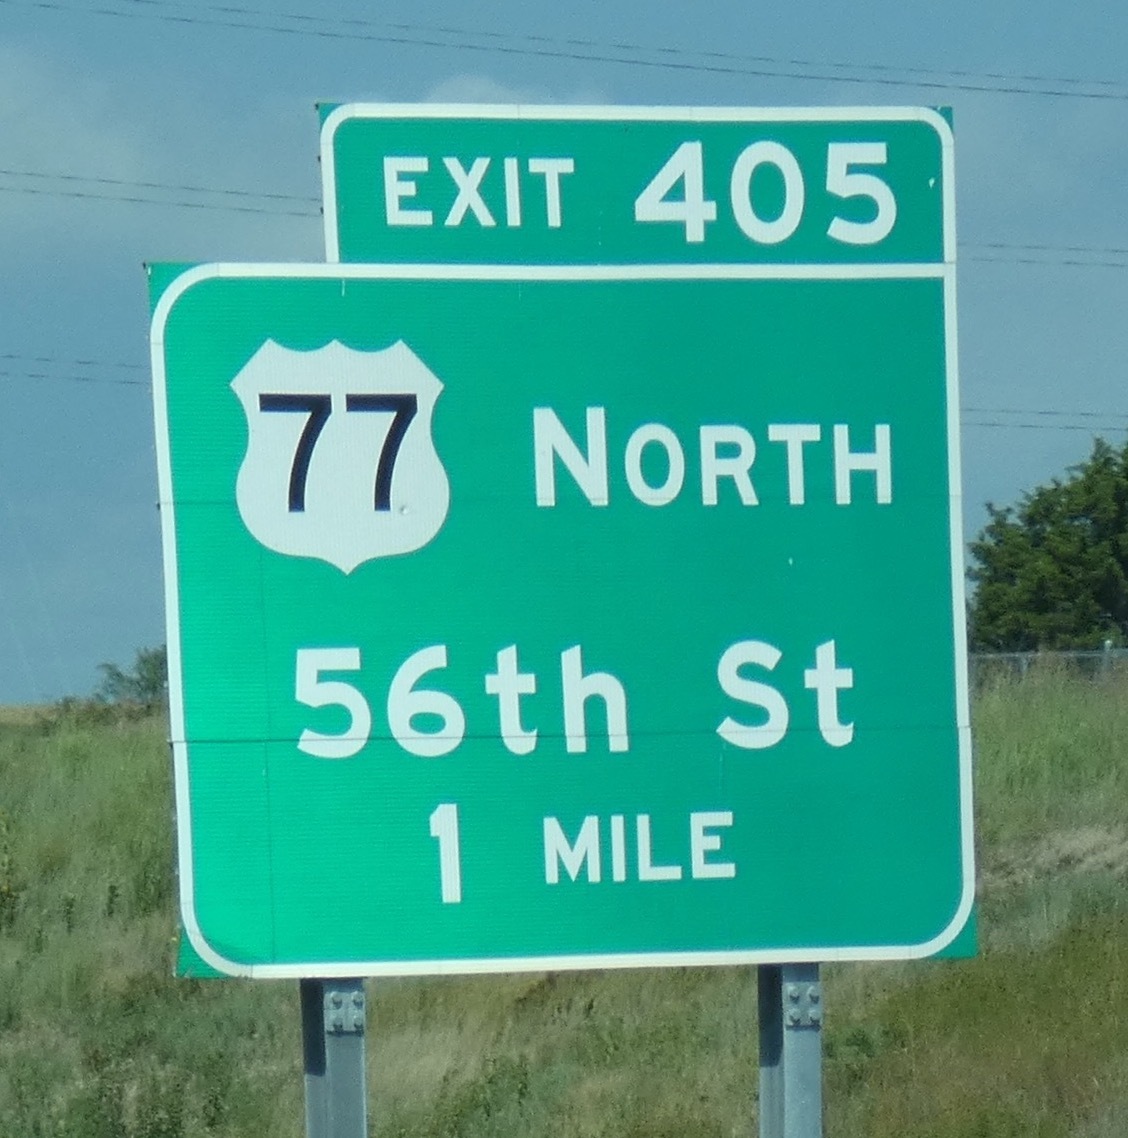 EXIT 405
77 NORTH
56th St
1 MILE